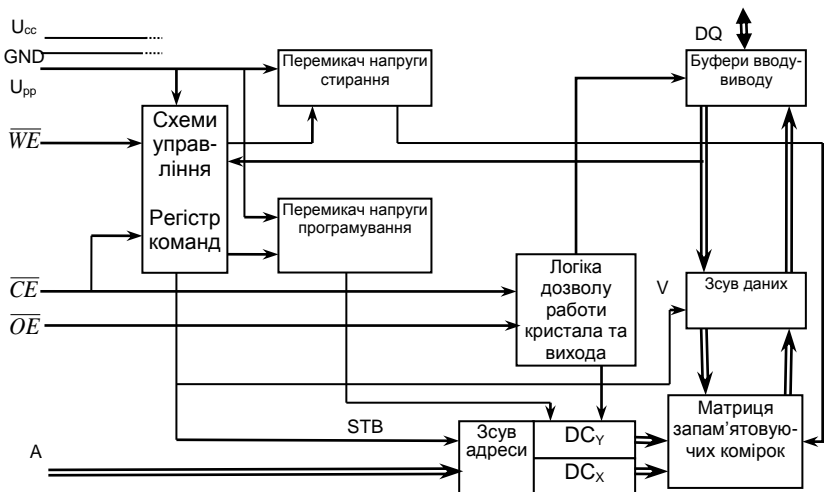 Ucc
GND
Upp
WE
CE
OE
A
Схеми
управ-
ління
Регістр
команд
Перемикач напруги
стирання
Перемикач напруги
програмування
Логіка
дозволу
работи
кристала та
вихода
DQ
Буфери вводу-
виводу
V
Зсув даних
STB
Зсув
адреси
DCY
DCX
Матриця
запам'ятовую-
чих комірок